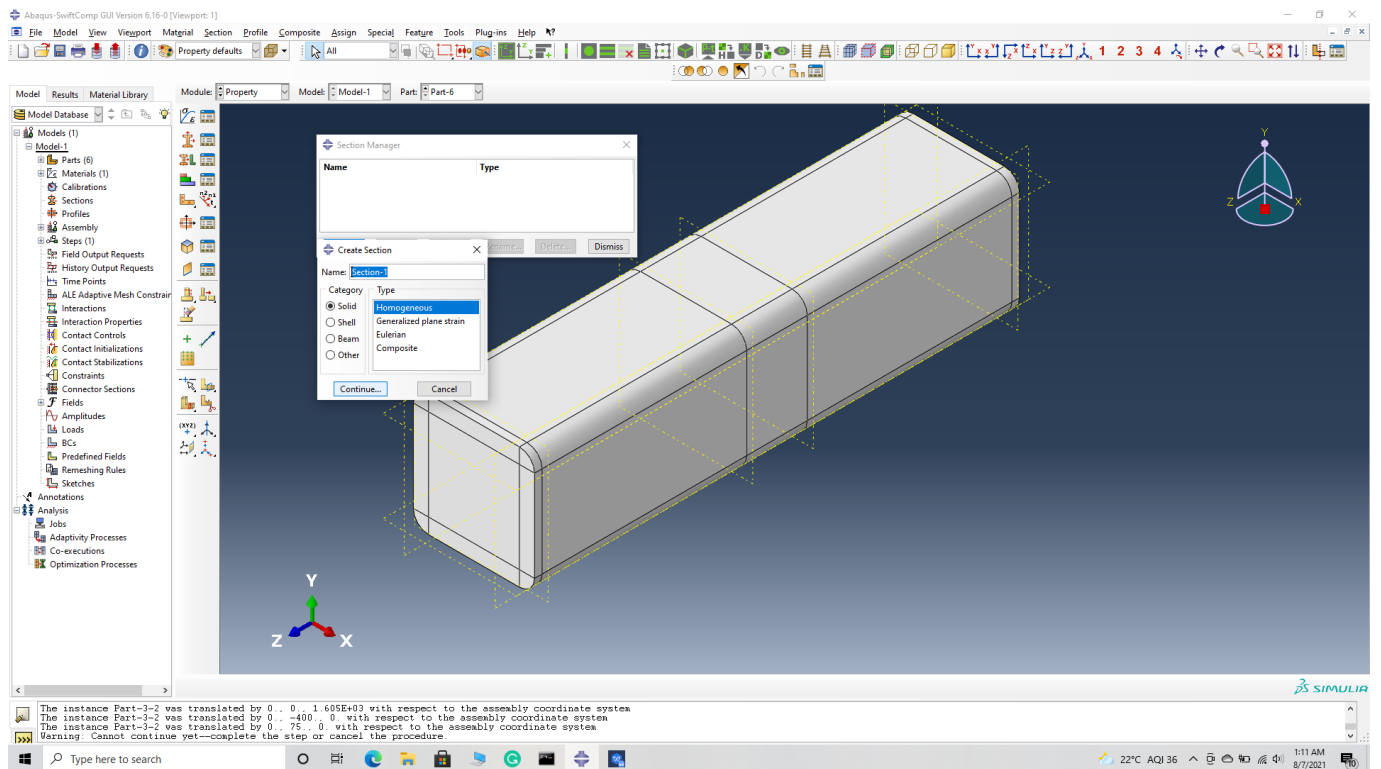 Abaqus-SwiftComp GUI Version 6.16-0 [Viewport: 1]
File Model View Viewport Material Section Profile Composite Assign Special Feature Tools Plug-ins Help
Property defaults All 1 2 3 4
Model Results Material Library Module: Property Model: Model-1 Part: Part-6
Model Database
Models (1)
Model-1
Parts (6)
Materials (1)
Calibrations
Sections
Profiles
Assembly
Steps (1)
Field Output Requests
History Output Requests
Time Points
ALE Adaptive Mesh Constrain
Interactions
Interaction Properties
Contact Controls
Contact Initializations
Contact Stabilizations
Constraints
Connector Sections
Fields
Amplitudes
Loads
BCs
Predefined Fields
Remeshing Rules
Sketches
Annotations
Analysis
Jobs
Adaptivity Processes
Co-executions
Optimization Processes
Section Manager
Name Type
Delete... Dismiss
Create Section
Name: Section-1
Category Type
Solid Homogeneous
Shell Generalized plane strain
Beam Eulerian
Other Composite
Continue... Cancel
Y
Z X
Y
Z X
SIMULIA
The instance Part-3-2 was translated by 0., 0., 1.605E+03 with respect to the assembly coordinate system
The instance Part-3-2 was translated by 0., -400., 0. with respect to the assembly coordinate system
The instance Part-3-2 was translated by 0., 75., 0. with respect to the assembly coordinate system
Warning: Cannot continue yet--complete the step or cancel the procedure.
Type here to search
22°C AQI 36
1:11 AM
8/7/2021